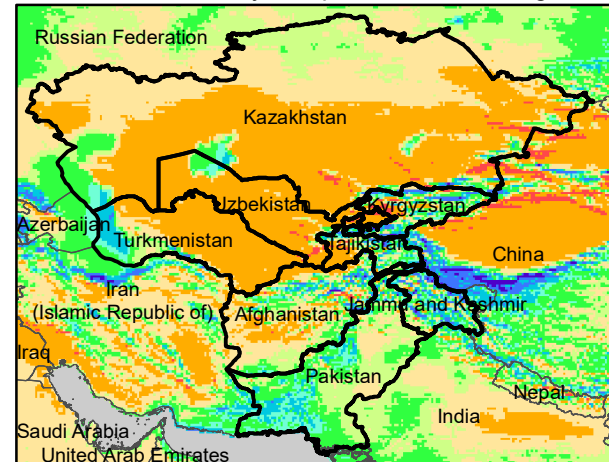 Russian Federation
Kazakhstan
Uzbekistan
Kyrgyzstan
Azerbaijan
Turkmenistan
Tajikistan
China
Iran
(Islamic Republic of)
Afghanistan
Jammu and Kashmir
Iraq
Pakistan
Nepal
India
Saudi Arabia
United Arab Emirates